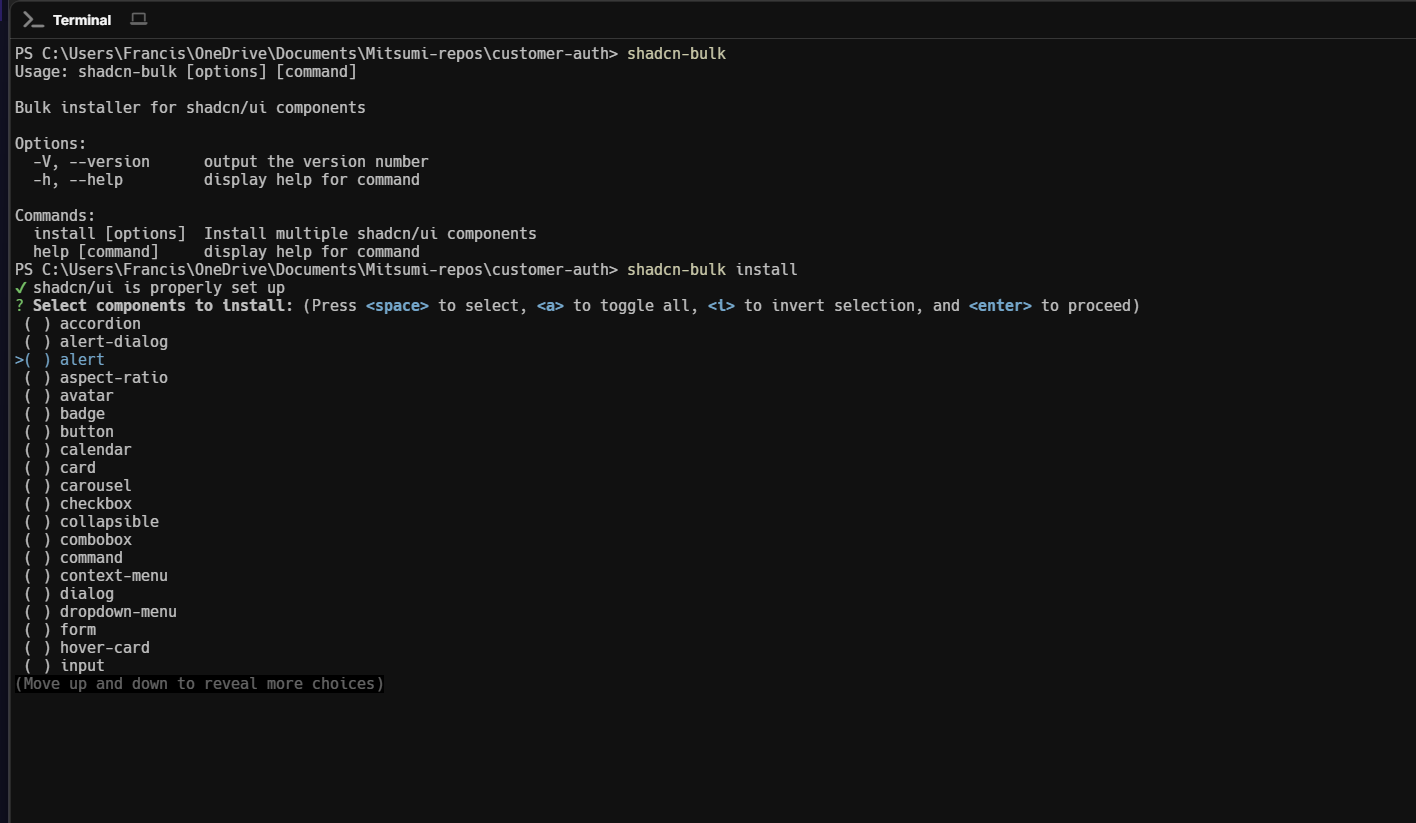 Terminal
PS C:\Users\Francis\OneDrive\Documents\Mitsumi-repos\customer-auth> shadcn-bulk
Usage: shadcn-bulk [options] [command]
Bulk installer for shadcn/ui components
Options:
  -V, --version      output the version number
  -h, --help         display help for command
Commands:
  install [options]  Install multiple shadcn/ui components
  help [command]     display help for command
PS C:\Users\Francis\OneDrive\Documents\Mitsumi-repos\customer-auth> shadcn-bulk install
✓ shadcn/ui is properly set up
? Select components to install: (Press <space> to select, <a> to toggle all, <i> to invert selection, and <enter> to proceed)
 ( ) accordion
 ( ) alert-dialog
>( ) alert
 ( ) aspect-ratio
 ( ) avatar
 ( ) badge
 ( ) button
 ( ) calendar
 ( ) card
 ( ) carousel
 ( ) checkbox
 ( ) collapsible
 ( ) combobox
 ( ) command
 ( ) context-menu
 ( ) dialog
 ( ) dropdown-menu
 ( ) form
 ( ) hover-card
 ( ) input
(Move up and down to reveal more choices)